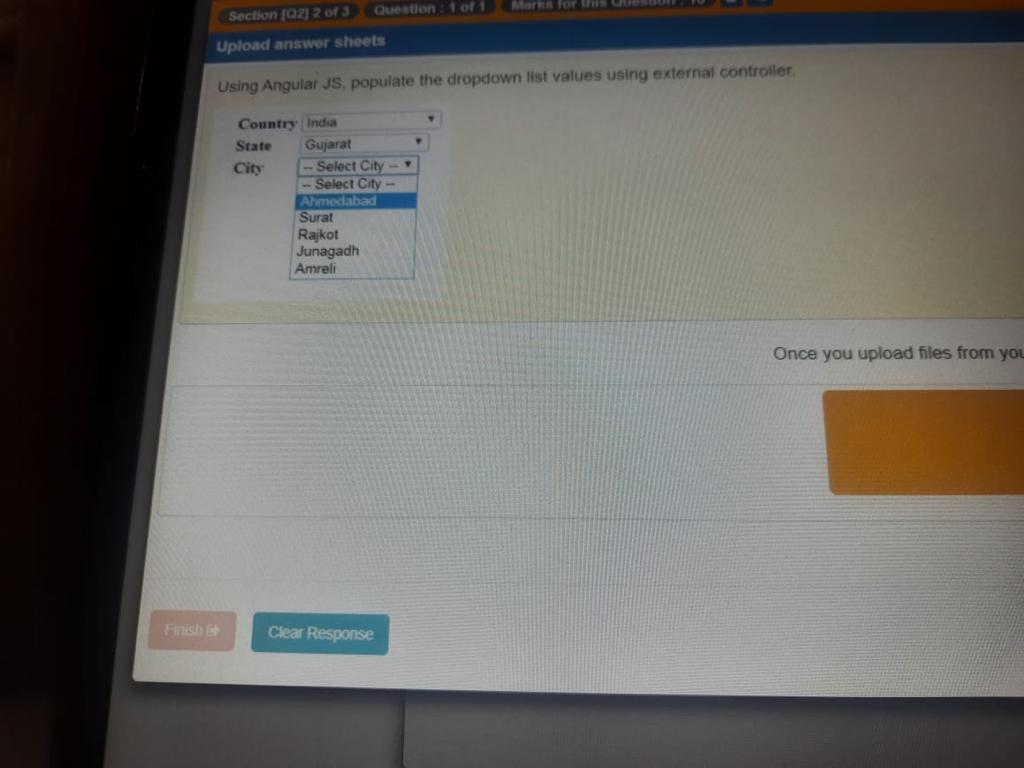 Section [Q2] 2 of 3 Question : 1 of 1 Marks for this Question : 10
Upload answer sheets
Using Angular JS, populate the dropdown list values using external controller.
Country India
State Gujarat
City -- Select City --
-- Select City --
Ahmedabad
Surat
Rajkot
Junagadh
Amreli
Once you upload files from you
Finish
Clear Response